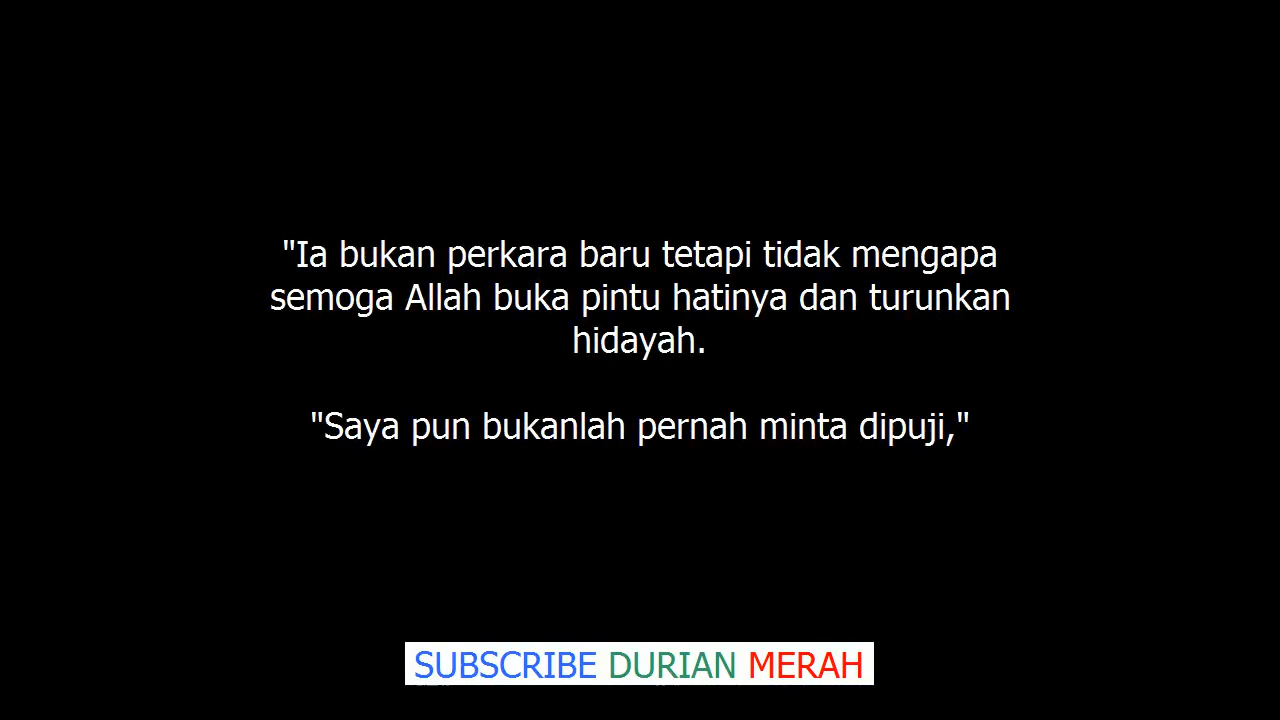 "Ia bukan perkara baru tetapi tidak mengapa
semoga Allah buka pintu hatinya dan turunkan
hidayah.
"Saya pun bukanlah pernah minta dipuji,"
SUBSCRIBE DURIAN MERAH